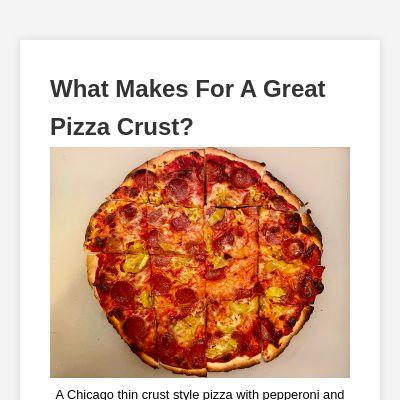 What Makes For A Great
Pizza Crust?
A Chicago thin crust style pizza with pepperoni and